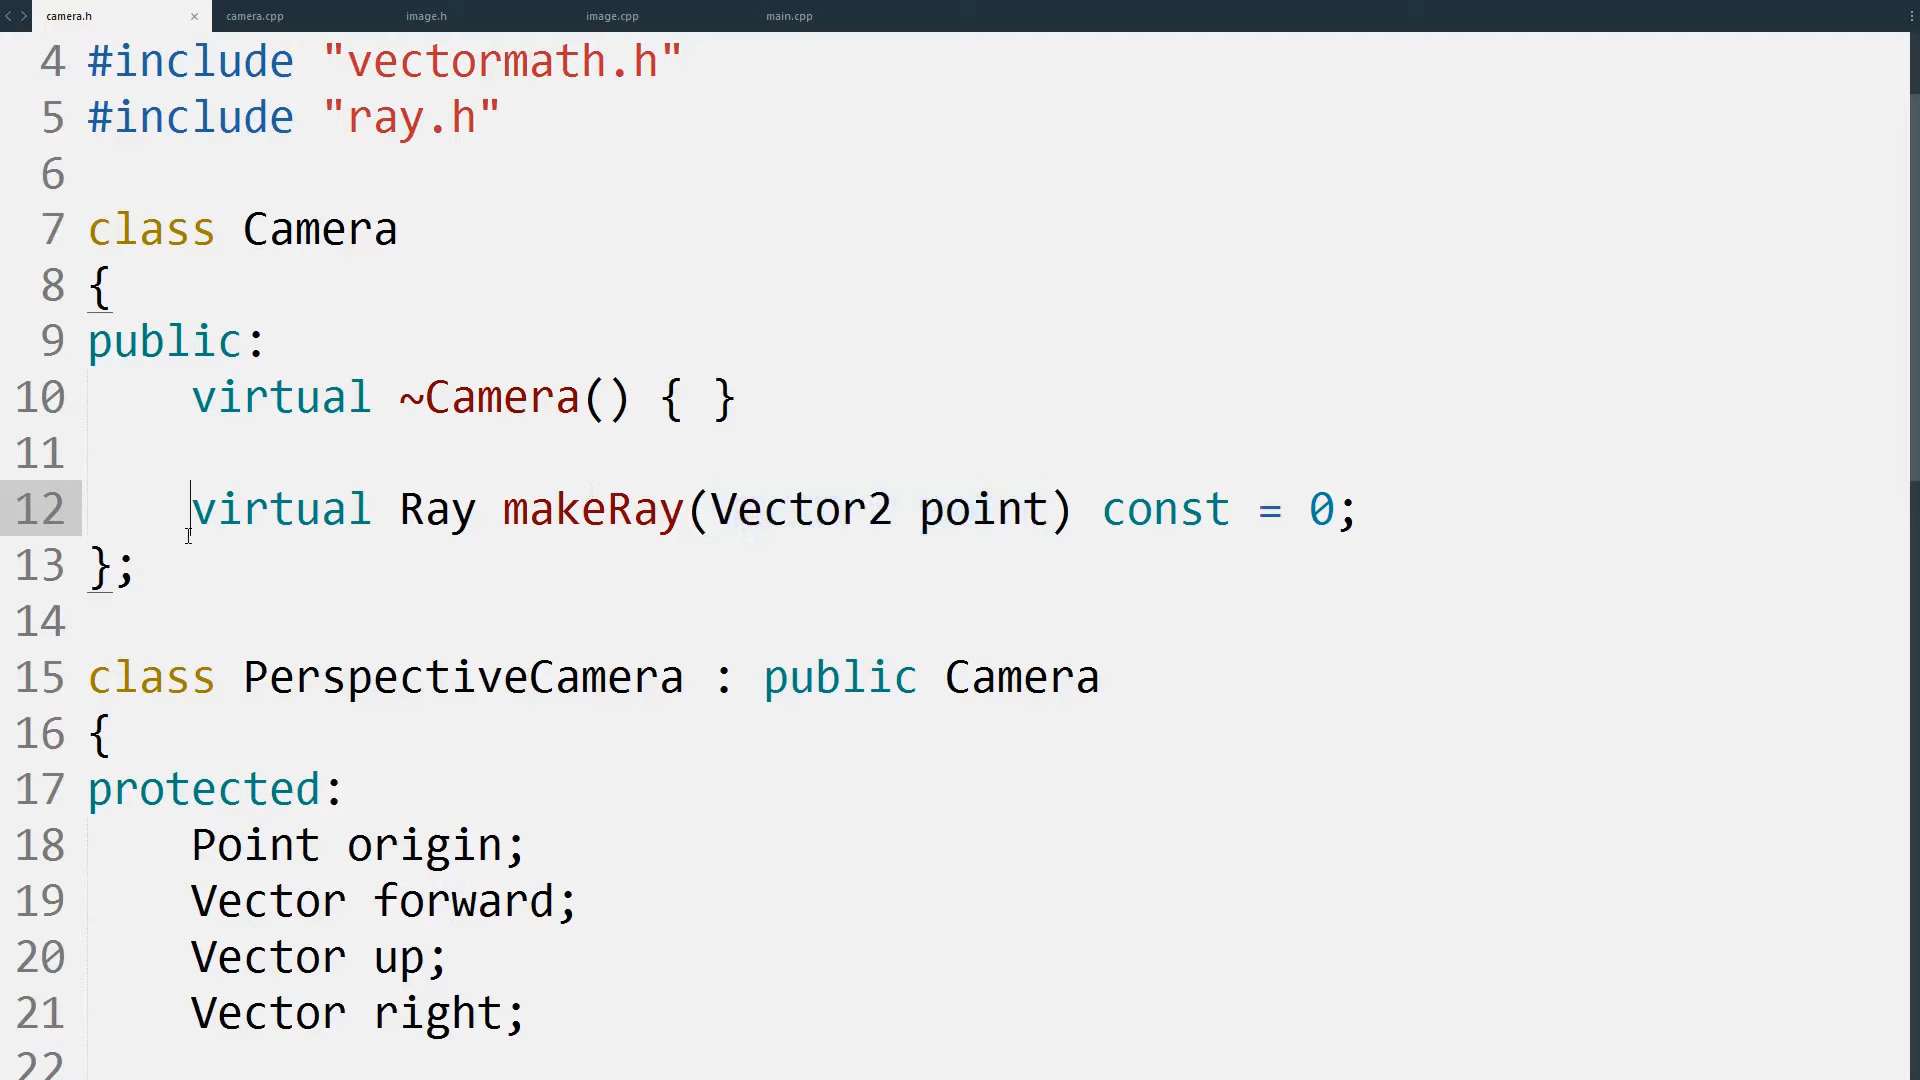 camera.h × camera.cpp image.h image.cpp main.cpp
4 #include "vectormath.h"
5 #include "ray.h"
6
7 class Camera
8 {
9 public:
10 virtual ~Camera() { }
11
12 virtual Ray makeRay(Vector2 point) const = 0;
13 };
14
15 class PerspectiveCamera : public Camera
16 {
17 protected:
18 Point origin;
19 Vector forward;
20 Vector up;
21 Vector right;
22